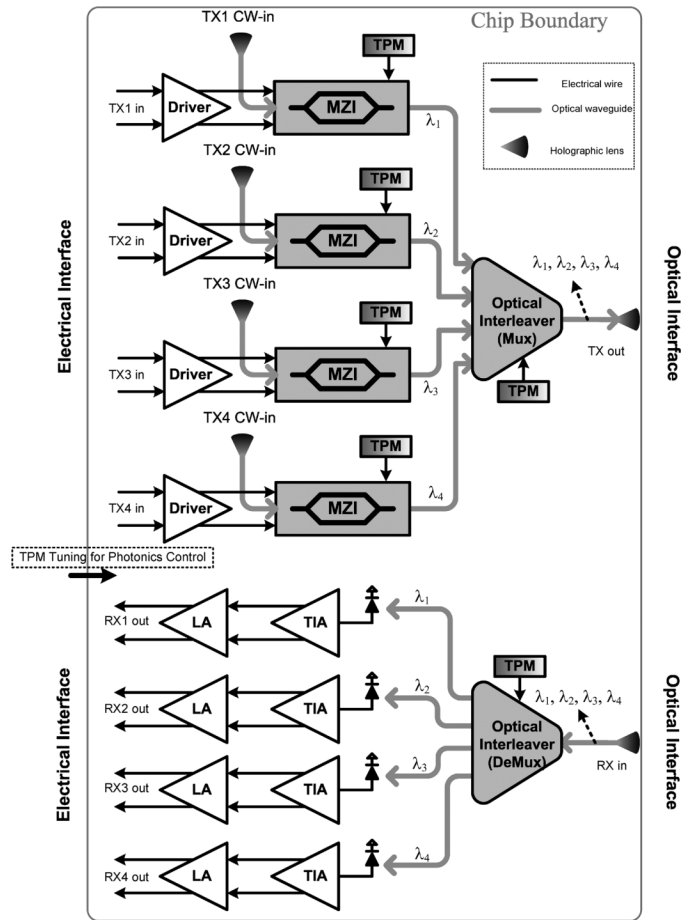 Chip Boundary
TX1 CW-in
TPM
Electrical wire
Optical waveguide
Holographic lens
TX1 in
Driver
MZI
λ1
TX2 CW-in
TPM
TX2 in
Driver
MZI
λ2
λ1, λ2, λ3, λ4
Electrical Interface
TX3 CW-in
TPM
Optical
Interleaver
(Mux)
TX out
Optical Interface
TX3 in
Driver
MZI
λ3
TPM
TX4 CW-in
TPM
TX4 in
Driver
MZI
λ4
TPM Tuning for Photonics Control
RX1 out
LA
TIA
λ1
TPM
RX2 out
LA
TIA
λ2
λ1, λ2, λ3, λ4
Electrical Interface
Optical
Interleaver
(DeMux)
RX in
Optical Interface
RX3 out
LA
TIA
λ3
RX4 out
LA
TIA
λ4